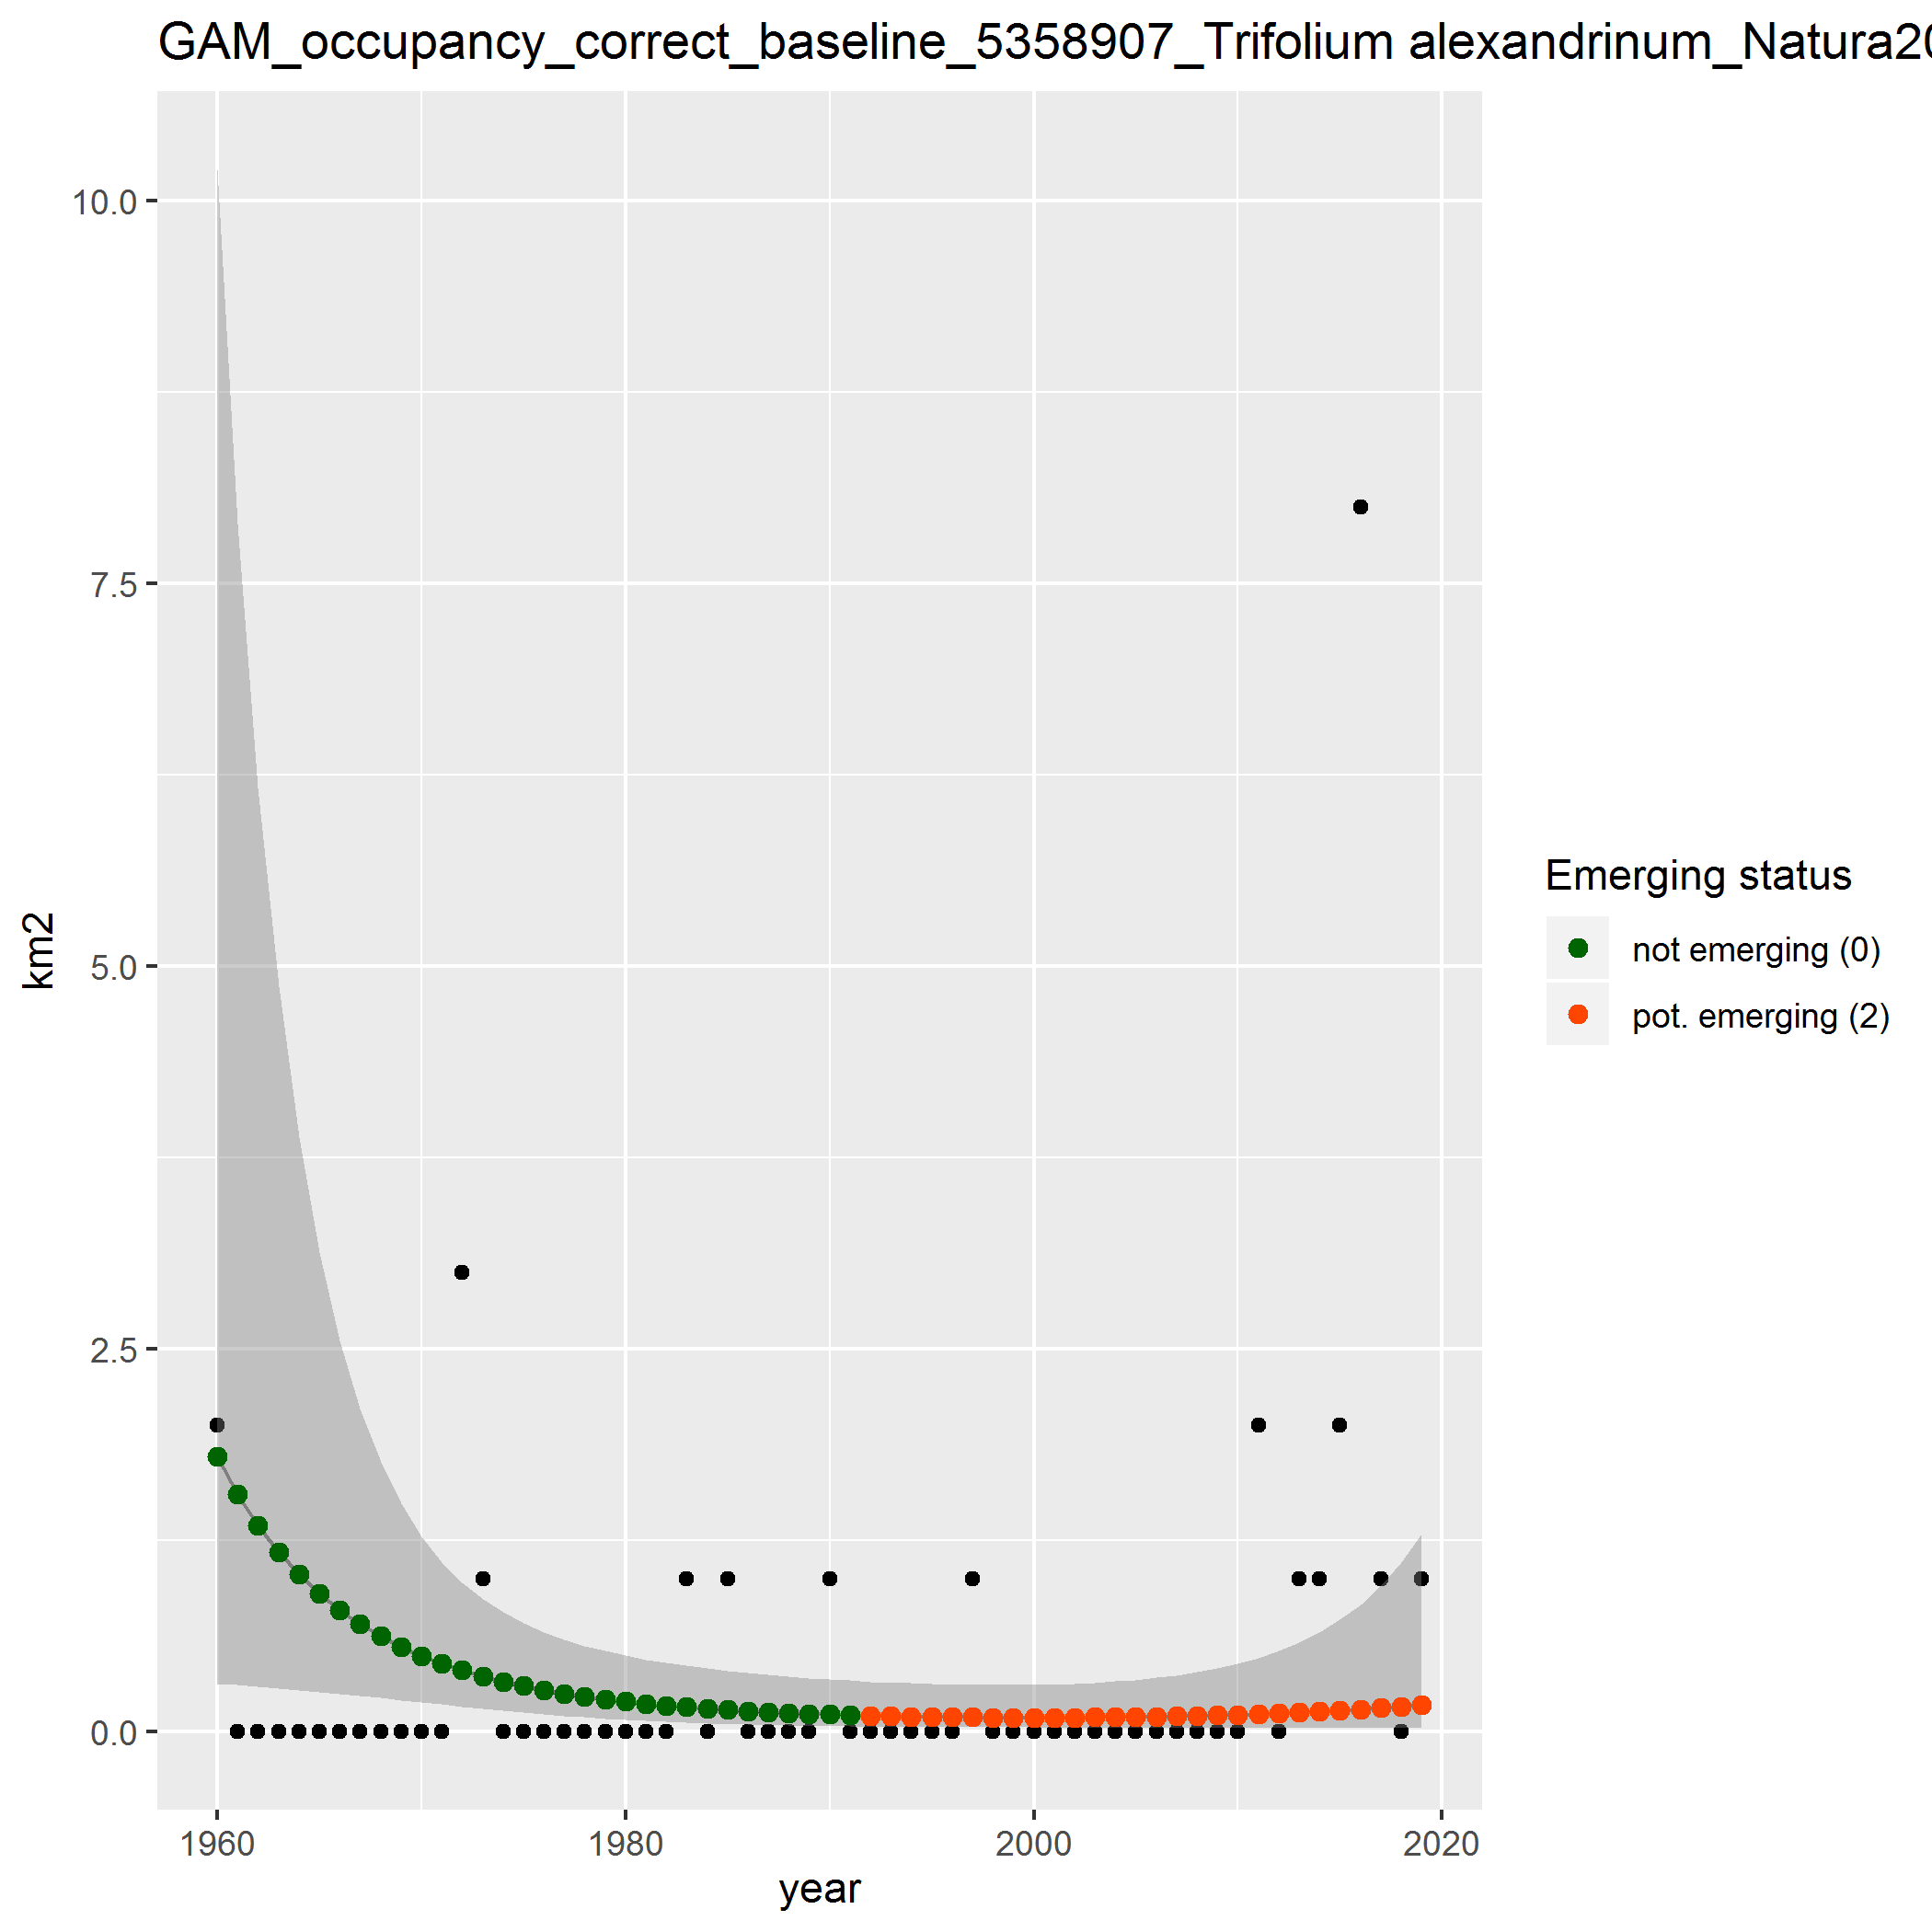 GAM_occupancy_correct_baseline_5358907_Trifolium alexandrinum_Natura20
10.0
7.5
5.0
2.5
0.0
km2
1960
1980
2000
2020
year
Emerging status
not emerging (0)
pot. emerging (2)